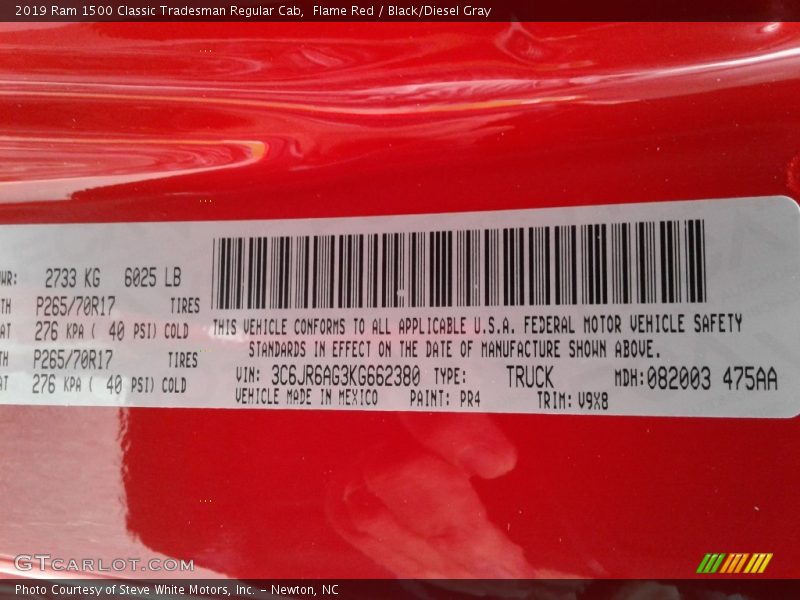 2019 Ram 1500 Classic Tradesman Regular Cab,  Flame Red / Black/Diesel Gray
WR: 2733 KG 6025 LB
TH P265/70R17 TIRES
AT 276 KPA ( 40 PSI) COLD
TH P265/70R17 TIRES
AT 276 KPA ( 40 PSI) COLD
THIS VEHICLE CONFORMS TO ALL APPLICABLE U.S.A. FEDERAL MOTOR VEHICLE SAFETY
STANDARDS IN EFFECT ON THE DATE OF MANUFACTURE SHOWN ABOVE.
VIN: 3C6JR6AG3KG662380 TYPE: TRUCK MDH:082003 475AA
VEHICLE MADE IN MEXICO PAINT: PR4 TRIM: V9X8
GTCARLOT.COM
Photo Courtesy of Steve White Motors, Inc. – Newton, NC